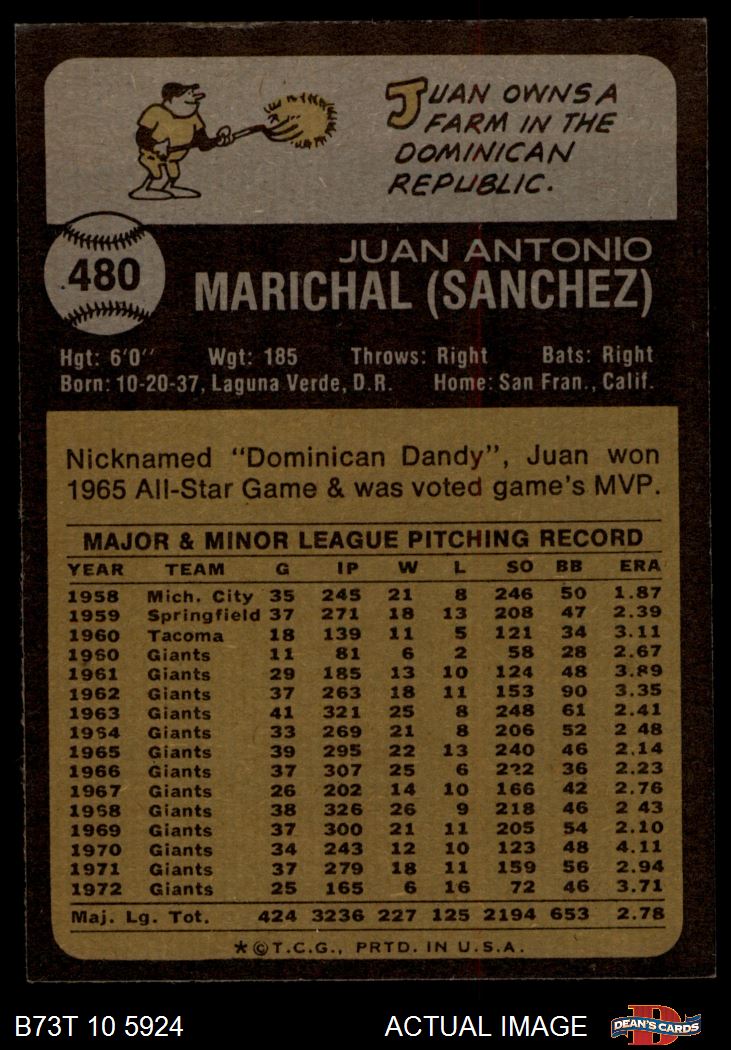 JUAN OWNS A
FARM IN THE
DOMINICAN
REPUBLIC.
480
JUAN ANTONIO
MARICHAL (SANCHEZ)
Hgt: 6'0" Wgt: 185 Throws: Right Bats: Right
Born: 10-20-37, Laguna Verde, D.R. Home: San Fran., Calif.
Nicknamed "Dominican Dandy", Juan won
1965 All-Star Game & was voted game's MVP.
MAJOR & MINOR LEAGUE PITCHING RECORD
YEAR TEAM G IP W L SO BB ERA
1958 Mich. City 35 245 21 8 246 50 1.87
1959 Springfield 37 271 18 13 208 47 2.39
1960 Tacoma 18 139 11 5 121 34 3.11
1960 Giants 11 81 6 2 58 28 2.67
1961 Giants 29 185 13 10 124 48 3.89
1962 Giants 37 263 18 11 153 90 3.35
1963 Giants 41 321 25 8 248 61 2.41
1964 Giants 33 269 21 8 206 52 2 48
1965 Giants 39 295 22 13 240 46 2.14
1966 Giants 37 307 25 6 222 36 2.23
1967 Giants 26 202 14 10 166 42 2.76
1968 Giants 38 326 26 9 218 46 2 43
1969 Giants 37 300 21 11 205 54 2.10
1970 Giants 34 243 12 10 123 48 4.11
1971 Giants 37 279 18 11 159 56 2.94
1972 Giants 25 165 6 16 72 46 3.71
Maj. Lg. Tot. 424 3236 227 125 2194 653 2.78
*©T.C.G., PRTD. IN U.S.A.
B73T 10 5924 ACTUAL IMAGE
D
DEAN'S CARDS